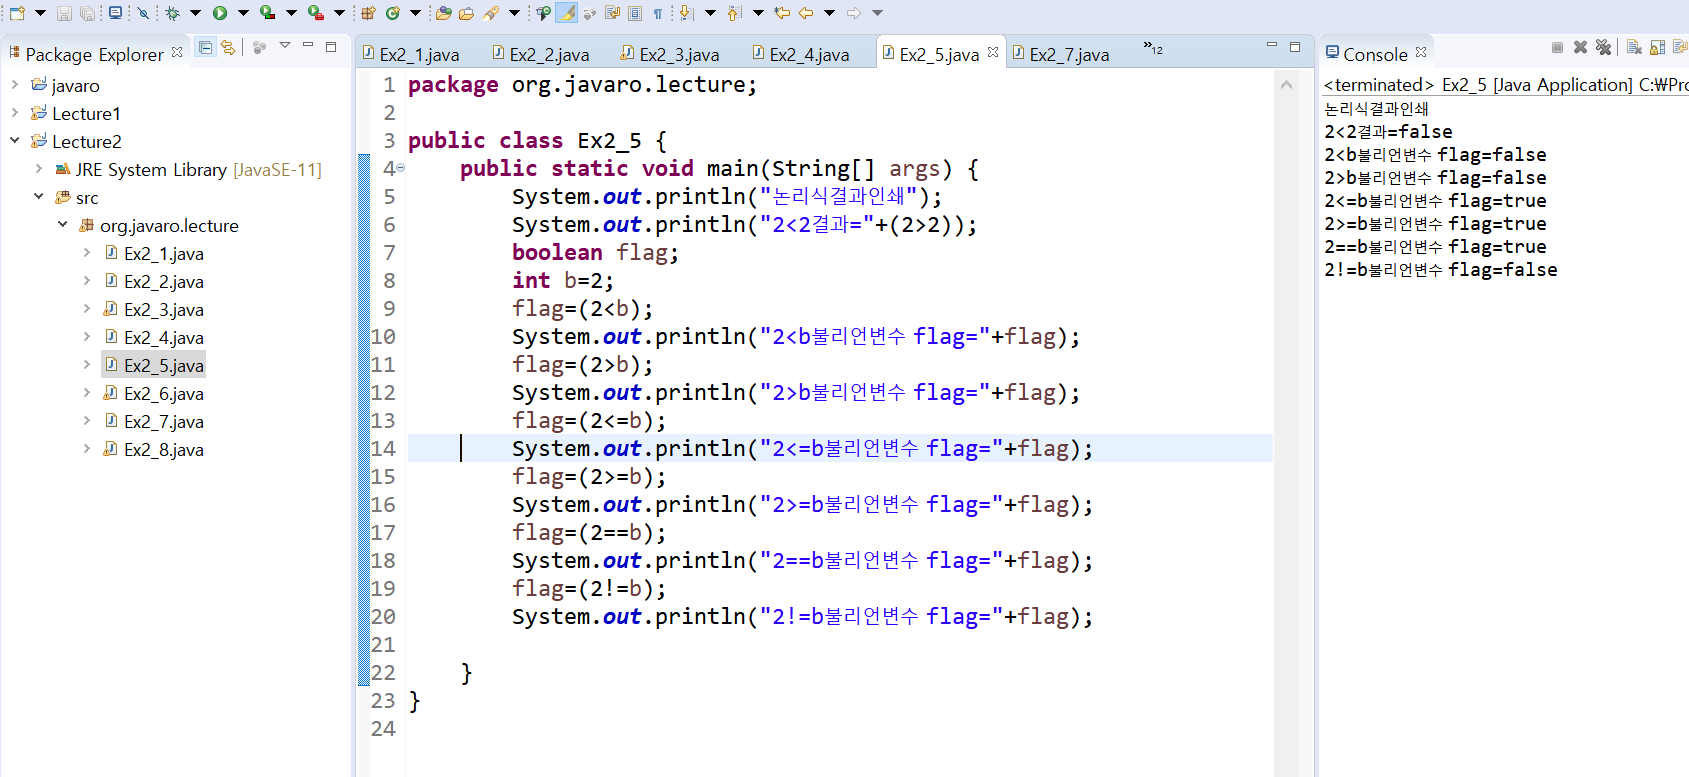 Package Explorer
javaro
Lecture1
Lecture2
JRE System Library [JavaSE-11]
src
org.javaro.lecture
Ex2_1.java
Ex2_2.java
Ex2_3.java
Ex2_4.java
Ex2_5.java
Ex2_6.java
Ex2_7.java
Ex2_8.java
Ex2_1.java Ex2_2.java Ex2_3.java Ex2_4.java Ex2_5.java Ex2_7.java »12
1 package org.javaro.lecture;
2
3 public class Ex2_5 {
4 public static void main(String[] args) {
5 System.out.println("논리식결과인쇄");
6 System.out.println("2<2결과="+(2>2));
7 boolean flag;
8 int b=2;
9 flag=(2<b);
10 System.out.println("2<b불리언변수 flag="+flag);
11 flag=(2>b);
12 System.out.println("2>b불리언변수 flag="+flag);
13 flag=(2<=b);
14 System.out.println("2<=b불리언변수 flag="+flag);
15 flag=(2>=b);
16 System.out.println("2>=b불리언변수 flag="+flag);
17 flag=(2==b);
18 System.out.println("2==b불리언변수 flag="+flag);
19 flag=(2!=b);
20 System.out.println("2!=b불리언변수 flag="+flag);
21
22 }
23 }
24
Console
<terminated> Ex2_5 [Java Application] C:₩Pro
논리식결과인쇄
2<2결과=false
2<b불리언변수 flag=false
2>b불리언변수 flag=false
2<=b불리언변수 flag=true
2>=b불리언변수 flag=true
2==b불리언변수 flag=true
2!=b불리언변수 flag=false